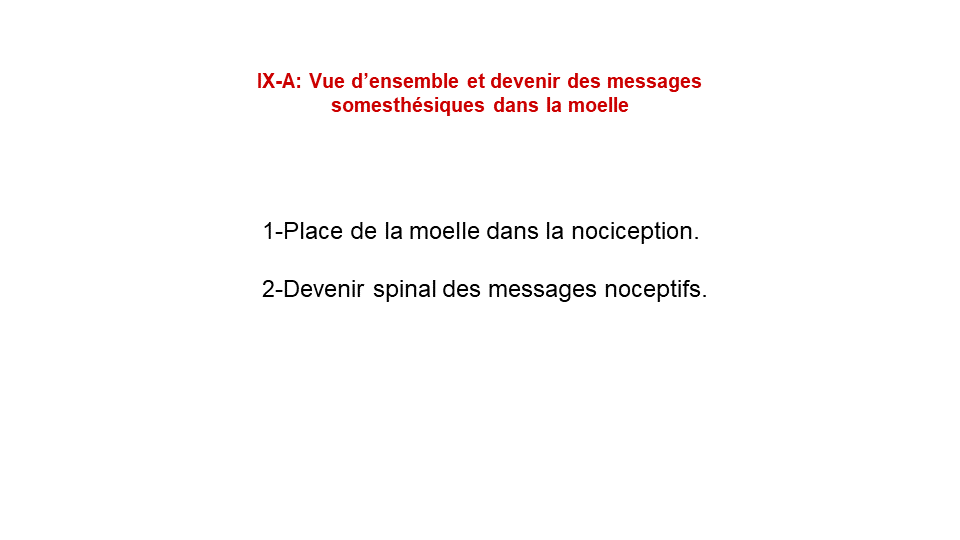 IX-A: Vue d’ensemble et devenir des messages
somesthésiques dans la moelle
1-Place de la moelle dans la nociception.
2-Devenir spinal des messages noceptifs.